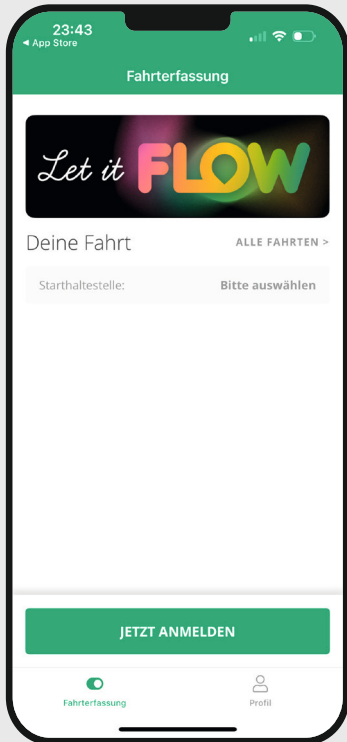 23:43
◀ App Store
Fahrterfassung
Let it FLOW
Deine Fahrt
ALLE FAHRTEN >
Starthaltestelle:
Bitte auswählen
JETZT ANMELDEN
Fahrterfassung
Profil